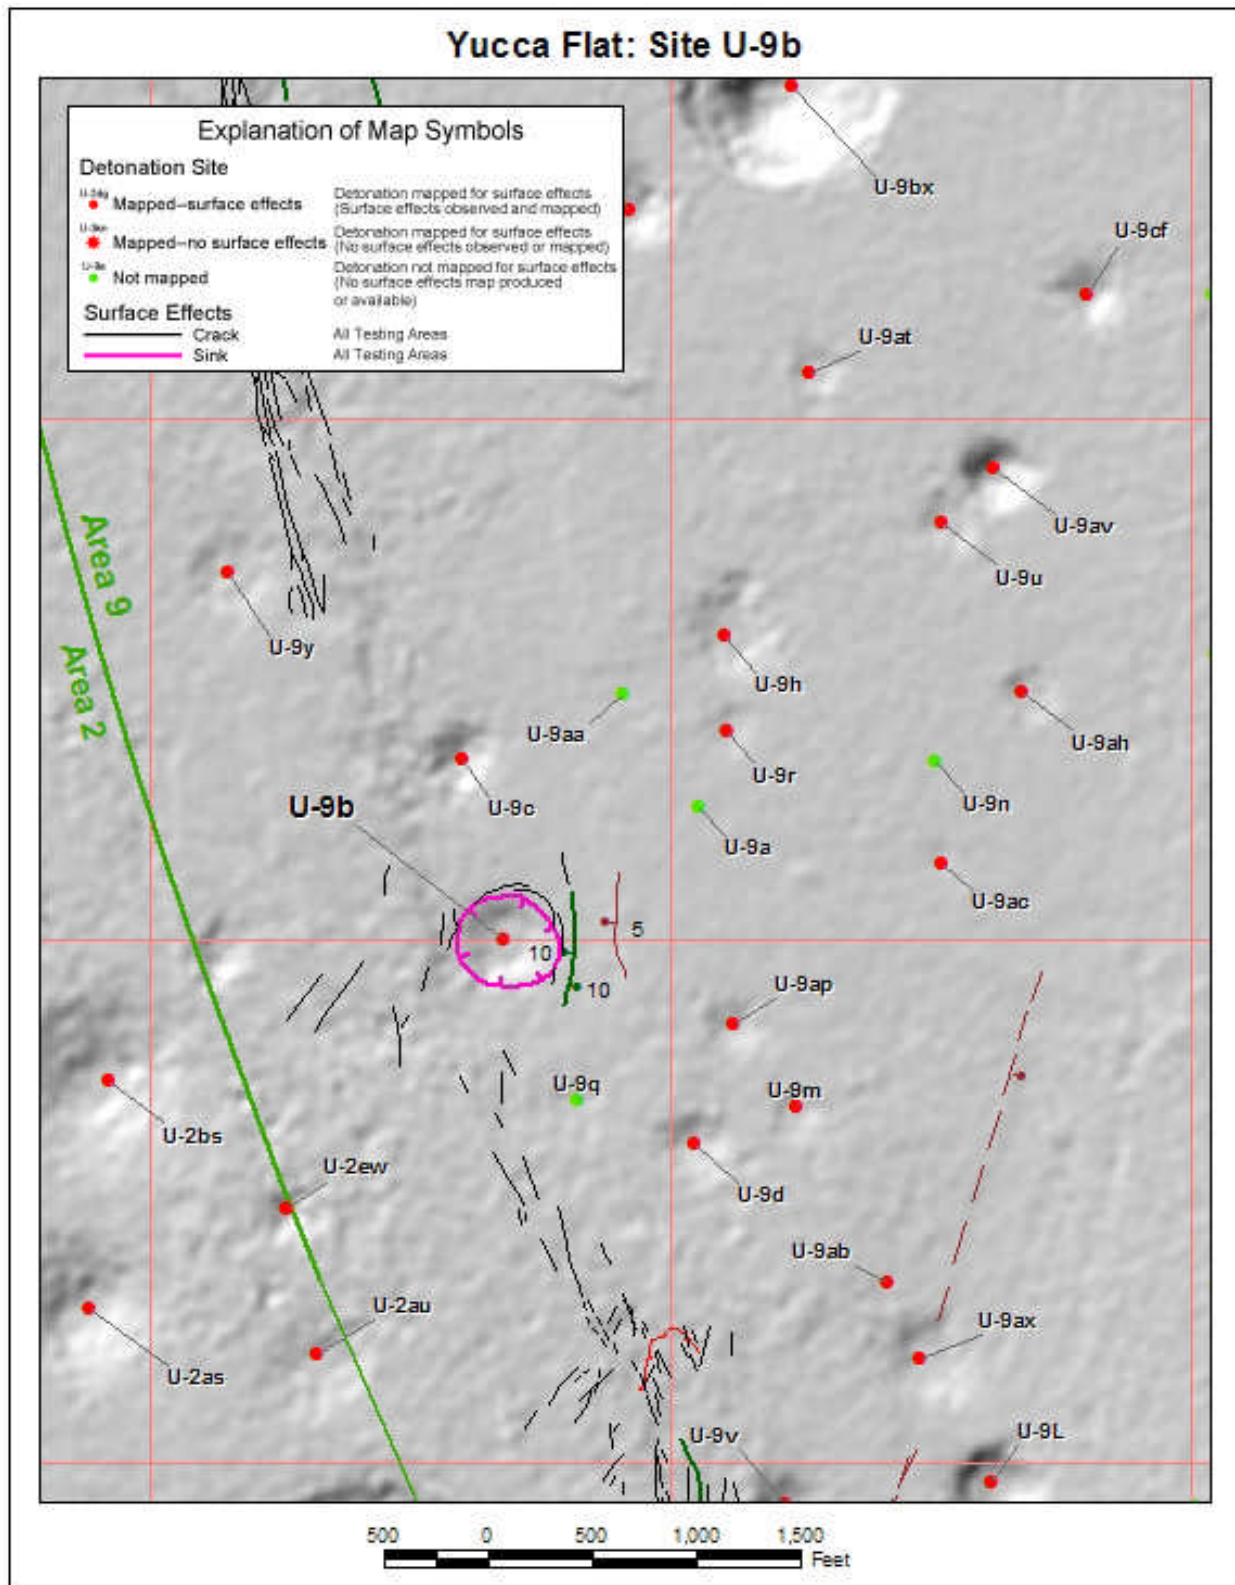 Yucca Flat: Site U-9b
Explanation of Map Symbols
Detonation Site
Mapped--surface effects
Detonation mapped for surface effects
(Surface effects observed and mapped)
Mapped--no surface effects
Detonation mapped for surface effects
(No surface effects observed or mapped)
Not mapped
Detonation not mapped for surface effects
(No surface effects map produced
or available)
Surface Effects
Crack
All Testing Areas
Sink
All Testing Areas
U-9bx
U-9cf
U-9at
U-9av
U-9u
Area 9
Area 2
U-9y
U-9h
U-9aa
U-9ah
U-9r
U-9c
U-9b
U-9n
U-9a
U-9ac
5
10
10
U-9ap
U-9q
U-9m
U-2bs
U-2ew
U-9d
U-9ab
U-2au
U-9ax
U-2as
U-9v
U-9L
500 0 500 1,000 1,500
Feet